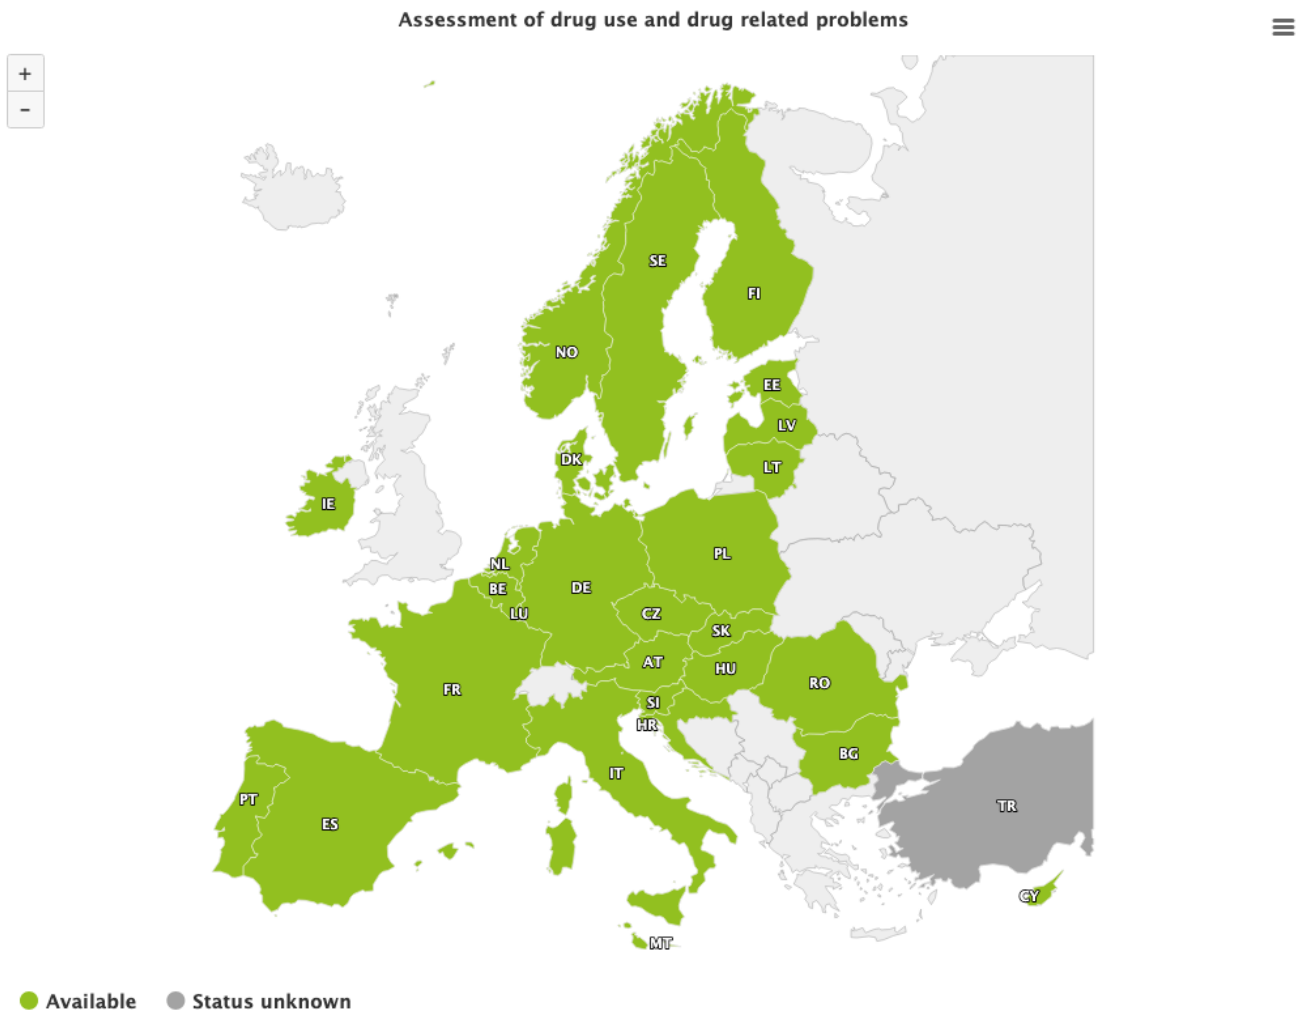 Assessment of drug use and drug related problems
+
-
SE
FI
NO
EE
LV
DK
LT
IE
PL
NL
DE
BE
LU
CZ
SK
AT
HU
RO
FR
SI
HR
BG
IT
PT
TR
ES
CY
MT
Available
Status unknown